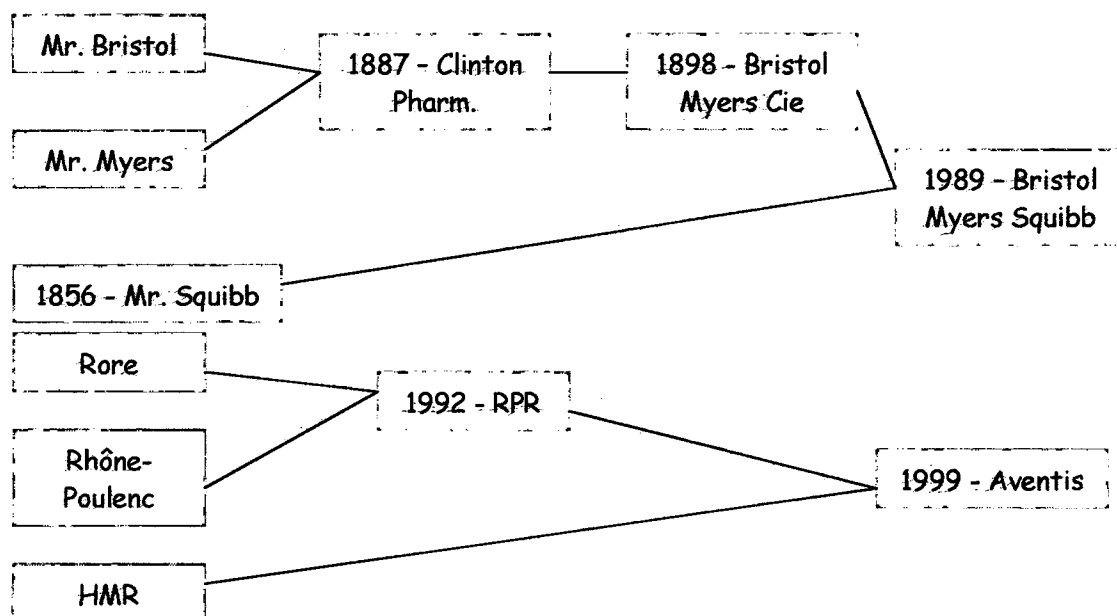 Mr. Bristol
1887 - Clinton
Pharm.
1898 - Bristol
Myers Cie
Mr. Myers
1989 - Bristol
Myers Squibb
1856 - Mr. Squibb
Rore
1992 - RPR
Rhône-
Poulenc
1999 - Aventis
HMR